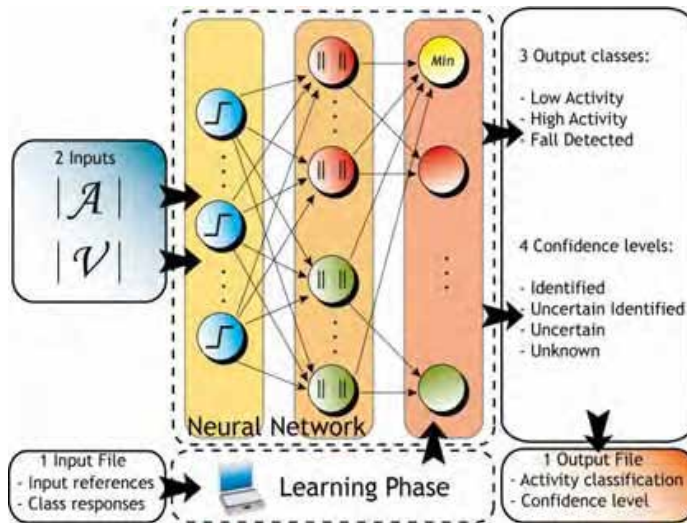 2 Inputs
|A|
|V|
Min
|| ||
|| ||
|| ||
|| ||
Neural Network
3 Output classes:
- Low Activity
- High Activity
- Fall Detected
4 Confidence levels:
- Identified
- Uncertain Identified
- Uncertain
- Unknown
1 Input File
- Input references
- Class responses
Learning Phase
1 Output File
- Activity classification
- Confidence level